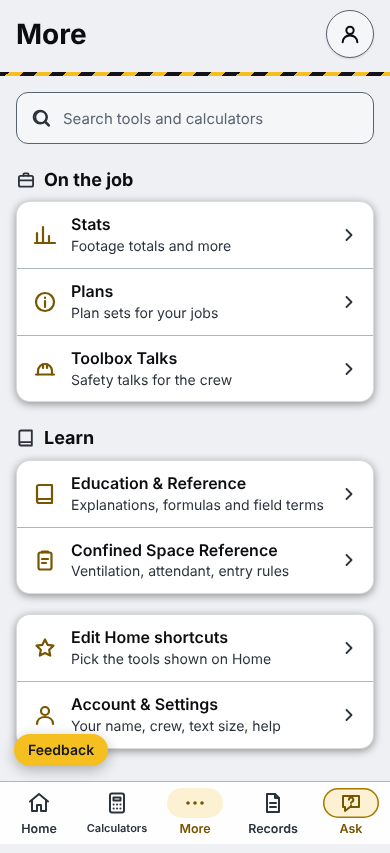 More
Search tools and calculators
On the job
Stats
Footage totals and more
Plans
Plan sets for your jobs
Toolbox Talks
Safety talks for the crew
Learn
Education & Reference
Explanations, formulas and field terms
Confined Space Reference
Ventilation, attendant, entry rules
Edit Home shortcuts
Pick the tools shown on Home
Account & Settings
Your name, crew, text size, help
Feedback
Home Calculators More Records Ask